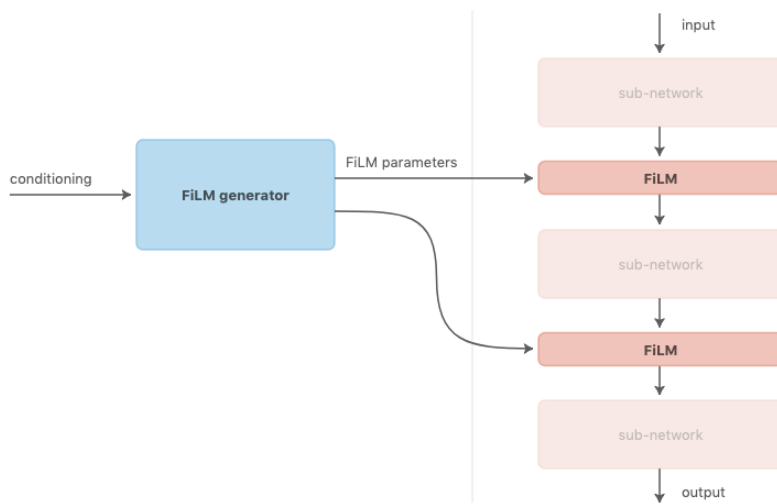 input
sub-network
FiLM parameters
FiLM
conditioning
FiLM generator
sub-network
FiLM
sub-network
output